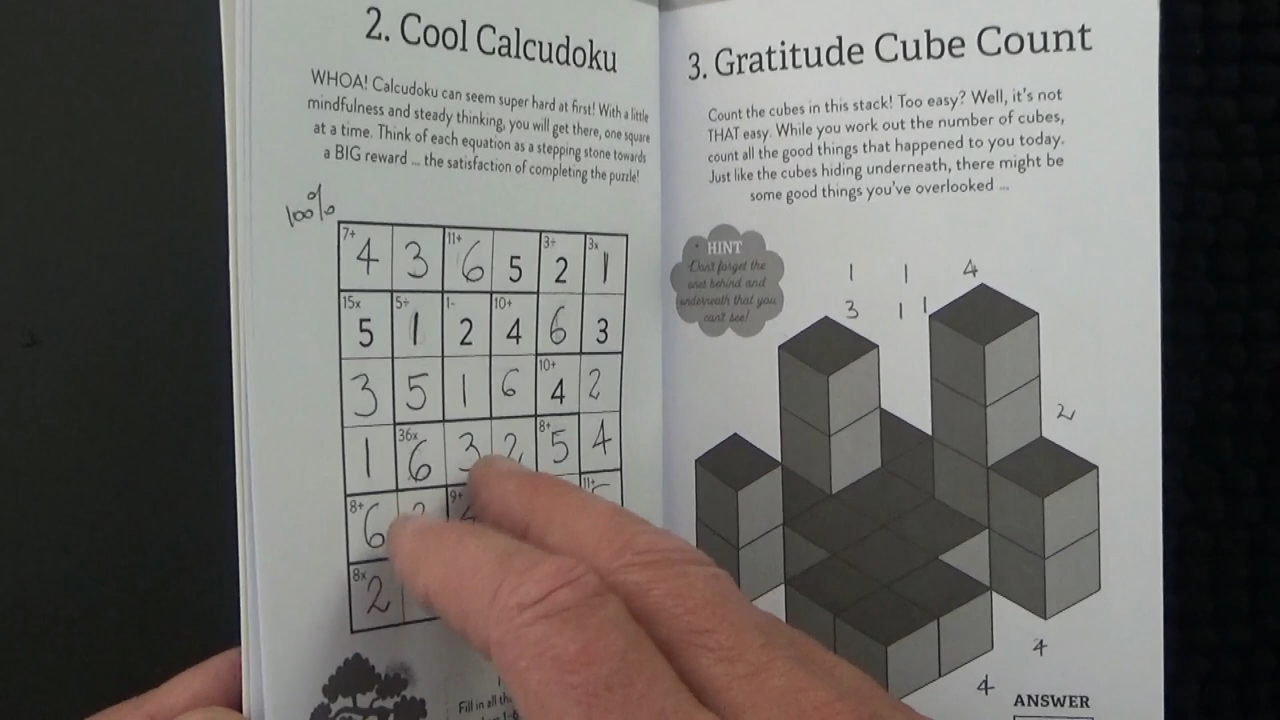 2. Cool Calcudoku
WHOA! Calcudoku can seem super hard at first! With a little
mindfulness and steady thinking, you will get there, one square
at a time. Think of each equation as a stepping stone towards
a BIG reward ... the satisfaction of completing the puzzle!
100%
7+ 4 3 11+ 6 5 3÷ 2 3x 1
15x 5 5÷ 1 1- 2 10+ 4 6 3
3 5 1 6 10+ 4 2
1 36x 6 3 2 8+ 5 4
8+ 6 9+ 11+
8x 2
Fill in all th
3. Gratitude Cube Count
Count the cubes in this stack! Too easy? Well, it's not
THAT easy. While you work out the number of cubes,
count all the good things that happened to you today.
Just like the cubes hiding underneath, there might be
some good things you've overlooked ...
HINT
Don't forget the
ones behind and
underneath that you
can't see!
1 1 4
3 1 1
2
4
4
ANSWER